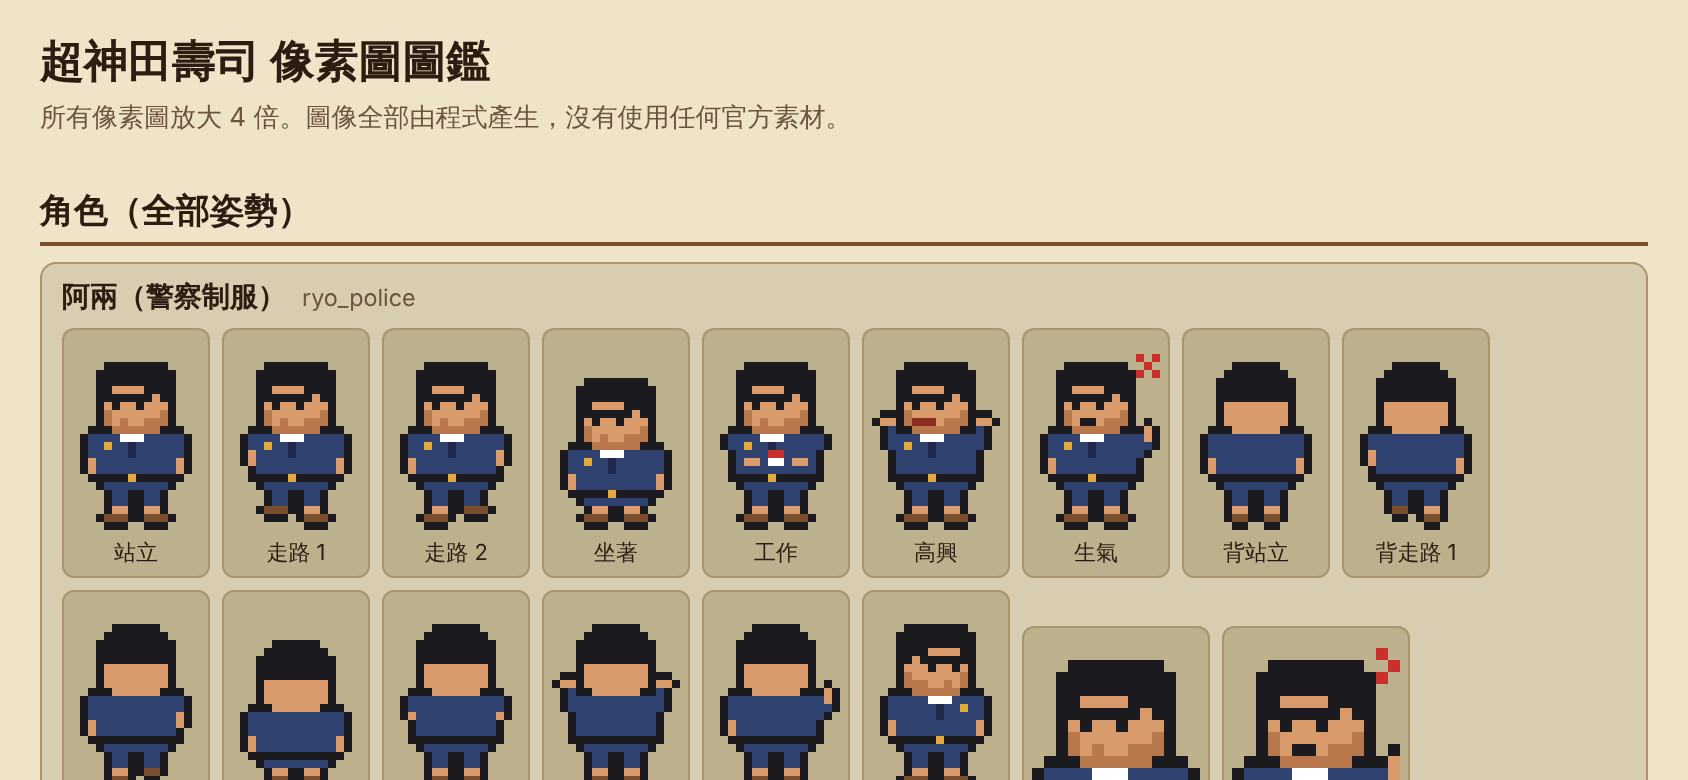 超神田壽司 像素圖圖鑑
所有像素圖放大 4 倍。圖像全部由程式產生，沒有使用任何官方素材。
角色（全部姿勢）
阿兩（警察制服） ryo_police
站立 走路 1 走路 2 坐著 工作 高興 生氣 背站立 背走路 1